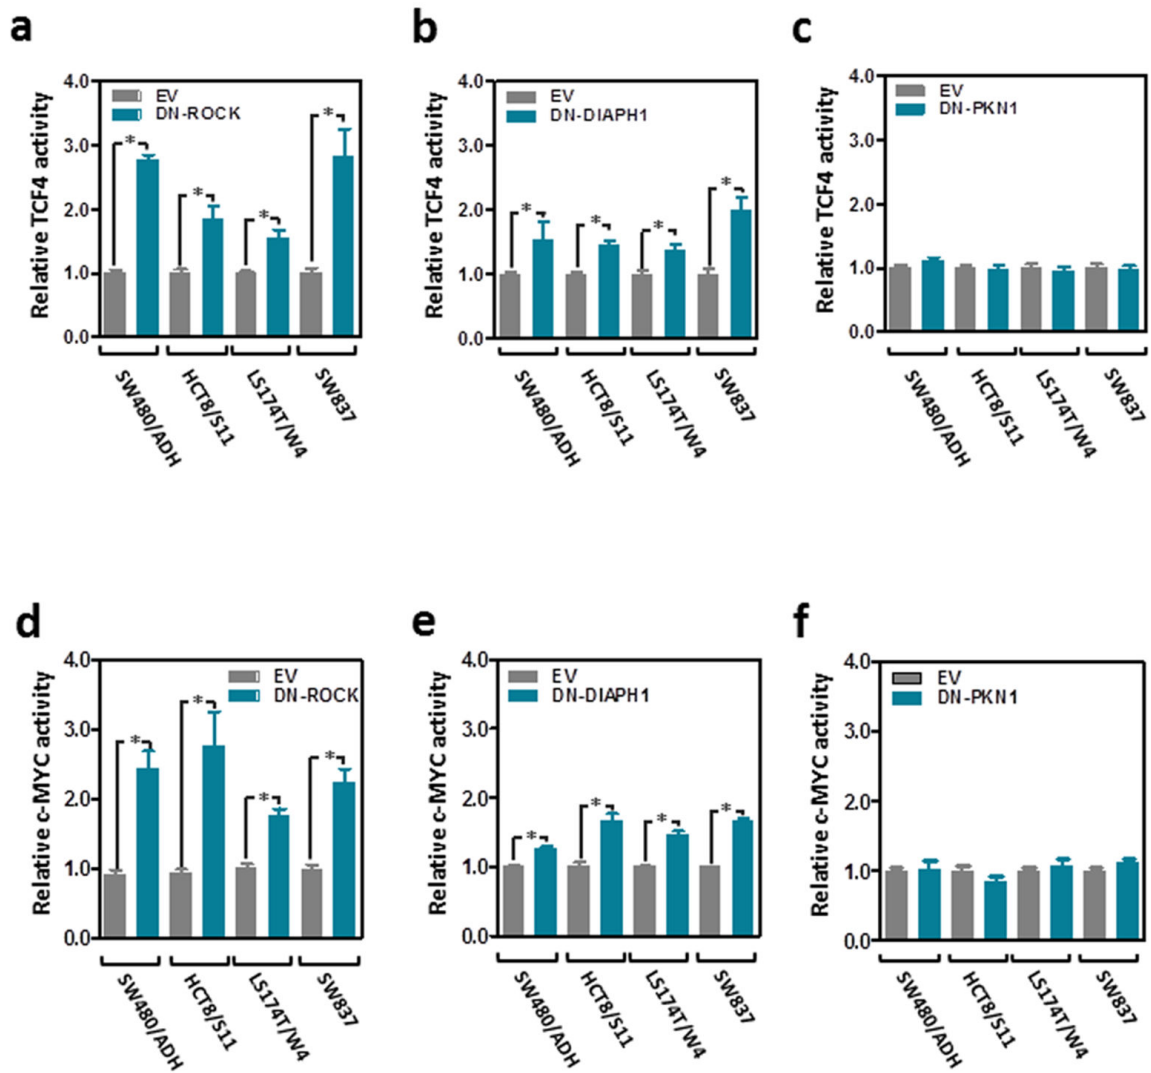 a
Relative TCF4 activity
4.0
3.0
2.0
1.0
0.0
EV
DN-ROCK
*
*
*
*
SW480/ADH
HCT8/S11
LS174T/W4
SW837
b
Relative TCF4 activity
4.0
3.0
2.0
1.0
0.0
EV
DN-DIAPH1
*
*
*
*
SW480/ADH
HCT8/S11
LS174T/W4
SW837
c
Relative TCF4 activity
4.0
3.0
2.0
1.0
0.0
EV
DN-PKN1
SW480/ADH
HCT8/S11
LS174T/W4
SW837
d
Relative c-MYC activity
4.0
3.0
2.0
1.0
0.0
EV
DN-ROCK
*
*
*
*
SW480/ADH
HCT8/S11
LS174T/W4
SW837
e
Relative c-MYC activity
4.0
3.0
2.0
1.0
0.0
EV
DN-DIAPH1
*
*
*
*
SW480/ADH
HCT8/S11
LS174T/W4
SW837
f
Relative c-MYC activity
4.0
3.0
2.0
1.0
0.0
EV
DN-PKN1
SW480/ADH
HCT8/S11
LS174T/W4
SW837